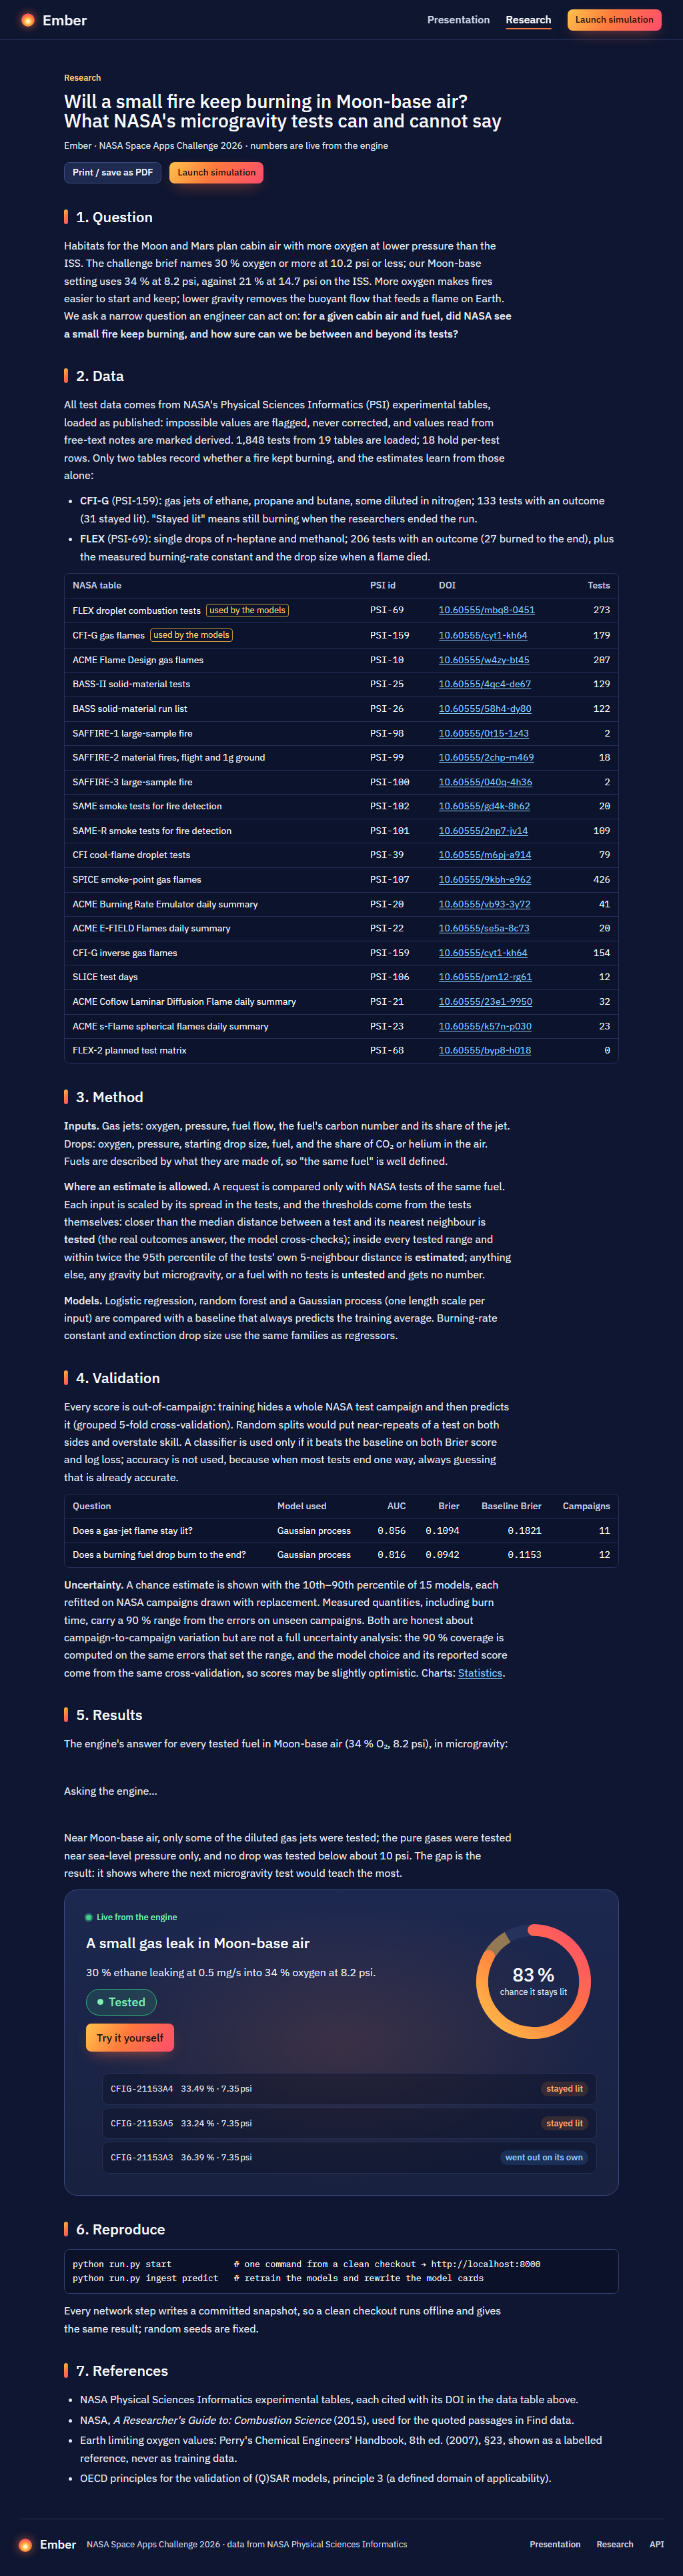 Ember
Presentation
Research
Launch simulation
Research
Will a small fire keep burning in Moon-base air?
What NASA's microgravity tests can and cannot say
Ember · NASA Space Apps Challenge 2026 · numbers are live from the engine
Print / save as PDF
Launch simulation
1. Question
Habitats for the Moon and Mars plan cabin air with more oxygen at lower pressure than the
ISS. The challenge brief names 30 % oxygen or more at 10.2 psi or less; our Moon-base
setting uses 34 % at 8.2 psi, against 21 % at 14.7 psi on the ISS. More oxygen makes fires
easier to start and keep; lower gravity removes the buoyant flow that feeds a flame on Earth.
We ask a narrow question an engineer can act on: for a given cabin air and fuel, did NASA see
a small fire keep burning, and how sure can we be between and beyond its tests?
2. Data
All test data comes from NASA's Physical Sciences Informatics (PSI) experimental tables,
loaded as published: impossible values are flagged, never corrected, and values read from
free-text notes are marked derived. 1,848 tests from 19 tables are loaded; 18 hold per-test
rows. Only two tables record whether a fire kept burning, and the estimates learn from those
alone:
• CFI-G (PSI-159): gas jets of ethane, propane and butane, some diluted in nitrogen; 133 tests with an outcome
(31 stayed lit). "Stayed lit" means still burning when the researchers ended the run.
• FLEX (PSI-69): single drops of n-heptane and methanol; 206 tests with an outcome (27 burned to the end), plus
the measured burning-rate constant and the drop size when a flame died.
NASA table PSI id DOI Tests
FLEX droplet combustion tests used by the models PSI-69 10.60555/mbq8-0451 273
CFI-G gas flames used by the models PSI-159 10.60555/cyt1-kh64 179
ACME Flame Design gas flames PSI-10 10.60555/w4zy-bt45 207
BASS-II solid-material tests PSI-25 10.60555/4qc4-de67 129
BASS solid-material run list PSI-26 10.60555/58h4-dy80 122
SAFFIRE-1 large-sample fire PSI-98 10.60555/0t15-1z43 2
SAFFIRE-2 material fires, flight and 1g ground PSI-99 10.60555/2chp-m469 18
SAFFIRE-3 large-sample fire PSI-100 10.60555/040q-4h36 2
SAME smoke tests for fire detection PSI-102 10.60555/gd4k-8h62 20
SAME-R smoke tests for fire detection PSI-101 10.60555/2np7-jv14 109
CFI cool-flame droplet tests PSI-39 10.60555/m6pj-a914 79
SPICE smoke-point gas flames PSI-107 10.60555/9kbh-e962 426
ACME Burning Rate Emulator daily summary PSI-20 10.60555/vb93-3y72 41
ACME E-FIELD Flames daily summary PSI-22 10.60555/se5a-8c73 20
CFI-G inverse gas flames PSI-159 10.60555/cyt1-kh64 154
SLICE test days PSI-106 10.60555/pm12-rg61 12
ACME Coflow Laminar Diffusion Flame daily summary PSI-21 10.60555/23e1-9950 32
ACME s-Flame spherical flames daily summary PSI-23 10.60555/k57n-p030 23
FLEX-2 planned test matrix PSI-68 10.60555/byp8-h018 0
3. Method
Inputs. Gas jets: oxygen, pressure, fuel flow, the fuel's carbon number and its share of the jet.
Drops: oxygen, pressure, starting drop size, fuel, and the share of CO₂ or helium in the air.
Fuels are described by what they are made of, so "the same fuel" is well defined.
Where an estimate is allowed. A request is compared only with NASA tests of the same fuel.
Each input is scaled by its spread in the tests, and the thresholds come from the tests
themselves: closer than the median distance between a test and its nearest neighbour is
tested (the real outcomes answer, the model cross-checks); inside every tested range and
within twice the 95th percentile of the tests' own 5-neighbour distance is estimated; anything
else, any gravity but microgravity, or a fuel with no tests is untested and gets no number.
Models. Logistic regression, random forest and a Gaussian process (one length scale per
input) are compared with a baseline that always predicts the training average. Burning-rate
constant and extinction drop size use the same families as regressors.
4. Validation
Every score is out-of-campaign: training hides a whole NASA test campaign and then predicts
it (grouped 5-fold cross-validation). Random splits would put near-repeats of a test on both
sides and overstate skill. A classifier is used only if it beats the baseline on both Brier score
and log loss; accuracy is not used, because when most tests end one way, always guessing
that is already accurate.
Question Model used AUC Brier Baseline Brier Campaigns
Does a gas-jet flame stay lit? Gaussian process 0.856 0.1094 0.1821 11
Does a burning fuel drop burn to the end? Gaussian process 0.816 0.0942 0.1153 12
Uncertainty. A chance estimate is shown with the 10th–90th percentile of 15 models, each
refitted on NASA campaigns drawn with replacement. Measured quantities, including burn
time, carry a 90 % range from the errors on unseen campaigns. Both are honest about
campaign-to-campaign variation but are not a full uncertainty analysis: the 90 % coverage is
computed on the same errors that set the range, and the model choice and its reported score
come from the same cross-validation, so scores may be slightly optimistic. Charts: Statistics.
5. Results
The engine's answer for every tested fuel in Moon-base air (34 % O₂, 8.2 psi), in microgravity:
Asking the engine…
Near Moon-base air, only some of the diluted gas jets were tested; the pure gases were tested
near sea-level pressure only, and no drop was tested below about 10 psi. The gap is the
result: it shows where the next microgravity test would teach the most.
Live from the engine
A small gas leak in Moon-base air
30 % ethane leaking at 0.5 mg/s into 34 % oxygen at 8.2 psi.
Tested
Try it yourself
83 %
chance it stays lit
CFIG-21153A4 33.49 % · 7.35 psi stayed lit
CFIG-21153A5 33.24 % · 7.35 psi stayed lit
CFIG-21153A3 36.39 % · 7.35 psi went out on its own
6. Reproduce
python run.py start # one command from a clean checkout → http://localhost:8000
python run.py ingest predict # retrain the models and rewrite the model cards
Every network step writes a committed snapshot, so a clean checkout runs offline and gives
the same result; random seeds are fixed.
7. References
• NASA Physical Sciences Informatics experimental tables, each cited with its DOI in the data table above.
• NASA, A Researcher's Guide to: Combustion Science (2015), used for the quoted passages in Find data.
• Earth limiting oxygen values: Perry's Chemical Engineers' Handbook, 8th ed. (2007), §23, shown as a labelled
reference, never as training data.
• OECD principles for the validation of (Q)SAR models, principle 3 (a defined domain of applicability).
Ember
NASA Space Apps Challenge 2026 · data from NASA Physical Sciences Informatics
Presentation
Research
API